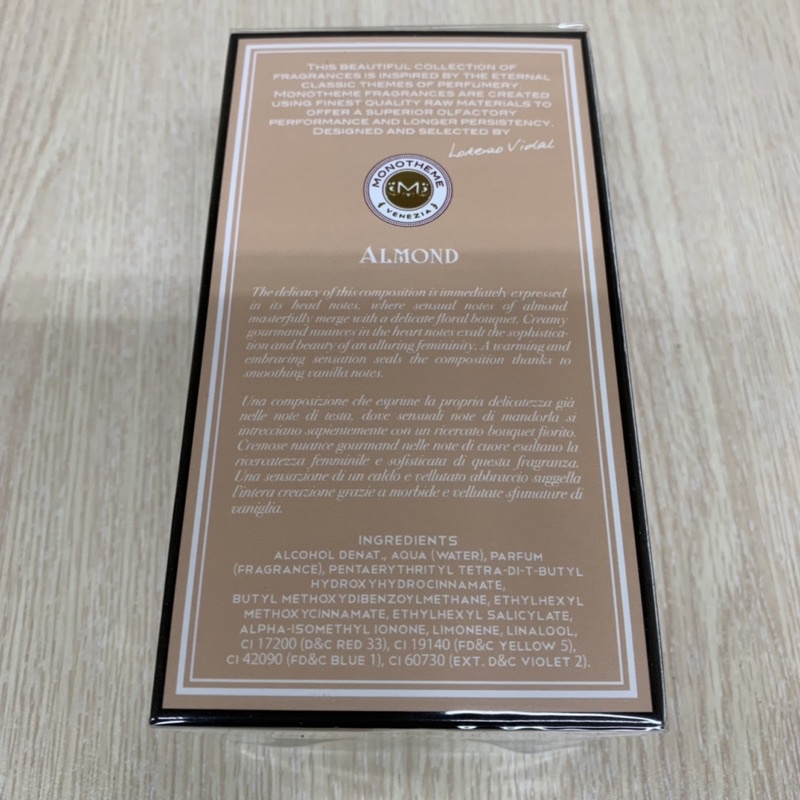 THIS BEAUTIFUL COLLECTION OF
FRAGRANCES IS INSPIRED BY THE ETERNAL
CLASSIC THEMES OF PERFUMERY.
MONOTHEME FRAGRANCES ARE CREATED
USING FINEST QUALITY RAW MATERIALS TO
OFFER A SUPERIOR OLFACTORY
PERFORMANCE AND LONGER PERSISTENCY.
DESIGNED AND SELECTED BY
Lorenzo Vidal
MONOTHEME
M
VENEZIA
ALMOND
The delicacy of this composition is immediately expressed
in its head notes, where sensual notes of almond
masterfully merge with a delicate floral bouquet. Creamy
gourmond nuances in the heart notes exalt the sophistica-
tion and beauty of an alluring femininity. A warming and
embracing sensation seals the composition thanks to
smoothing vanilla notes.
Una composizione che esprime la propria delicatezza già
nelle note di testa, dove sensuali note di mandorla si
intrecciano sapientemente con un ricercato bouquet fiorito.
Cremose nuance gourmand nelle note di cuore esaltano la
ricercatezza femminile e sofisticata di questa fragranza.
Una sensazione di un caldo e vellutato abbraccio suggella
l'intera creazione grazie a morbide e vellutate sfumature di
vaniglia.
INGREDIENTS
ALCOHOL DENAT., AQUA (WATER), PARFUM
(FRAGRANCE), PENTAERYTHRITYL TETRA-DI-T-BUTYL
HYDROXYHYDROCINNAMATE,
BUTYL METHOXYDIBENZOYLMETHANE, ETHYLHEXYL
METHOXYCINNAMATE, ETHYLHEXYL SALICYLATE,
ALPHA-ISOMETHYL IONONE, LIMONENE, LINALOOL,
CI 17200 (D&C RED 33), CI 19140 (FD&C YELLOW 5),
CI 42090 (FD&C BLUE 1), CI 60730 (EXT. D&C VIOLET 2).